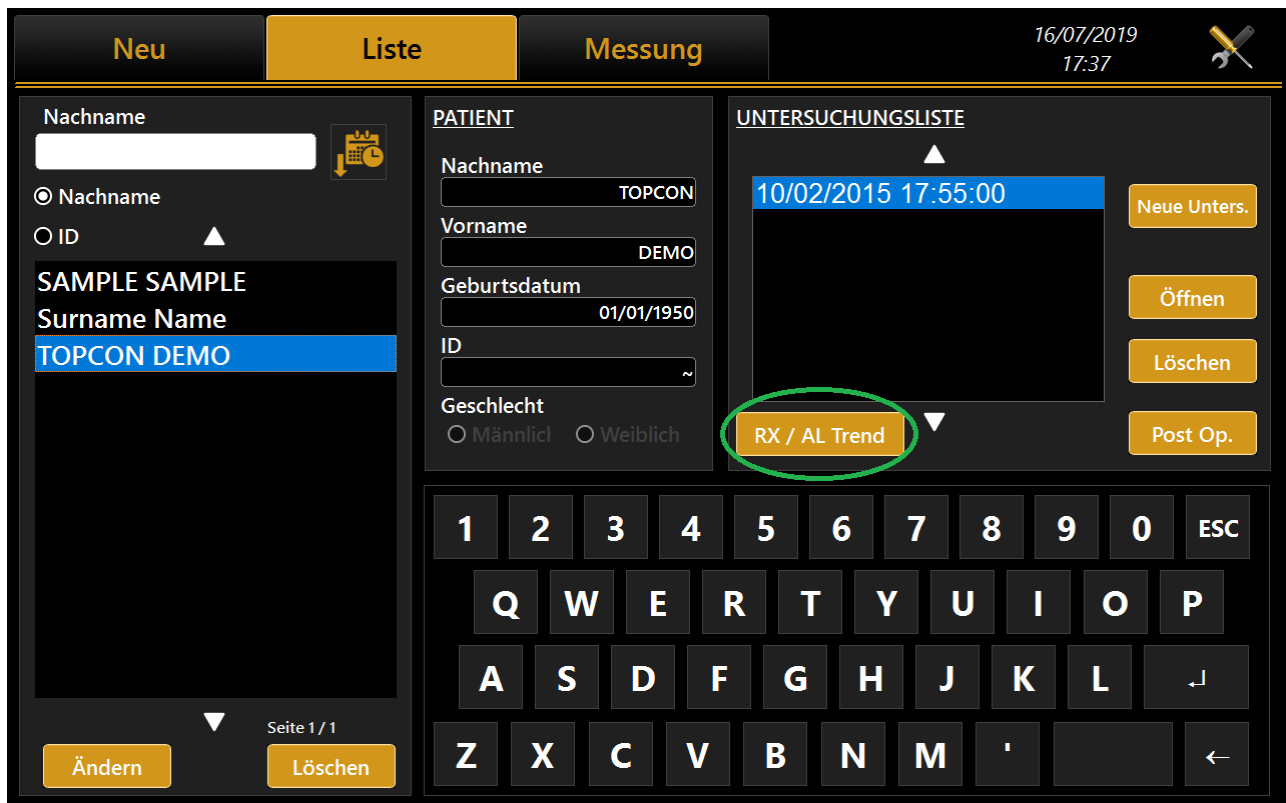 Neu
Liste
Messung
16/07/2019
17:37
Nachname
Nachname
ID
SAMPLE SAMPLE
Surname Name
TOPCON DEMO
Seite 1 / 1
Ändern
Löschen
PATIENT
Nachname
TOPCON
Vorname
DEMO
Geburtsdatum
01/01/1950
ID
~
Geschlecht
Männlicl
Weiblich
UNTERSUCHUNGSLISTE
10/02/2015 17:55:00
Neue Unters.
Öffnen
Löschen
RX / AL Trend
Post Op.
1 2 3 4 5 6 7 8 9 0 ESC
Q W E R T Y U I O P
A S D F G H J K L ↵
Z X C V B N M ' ←